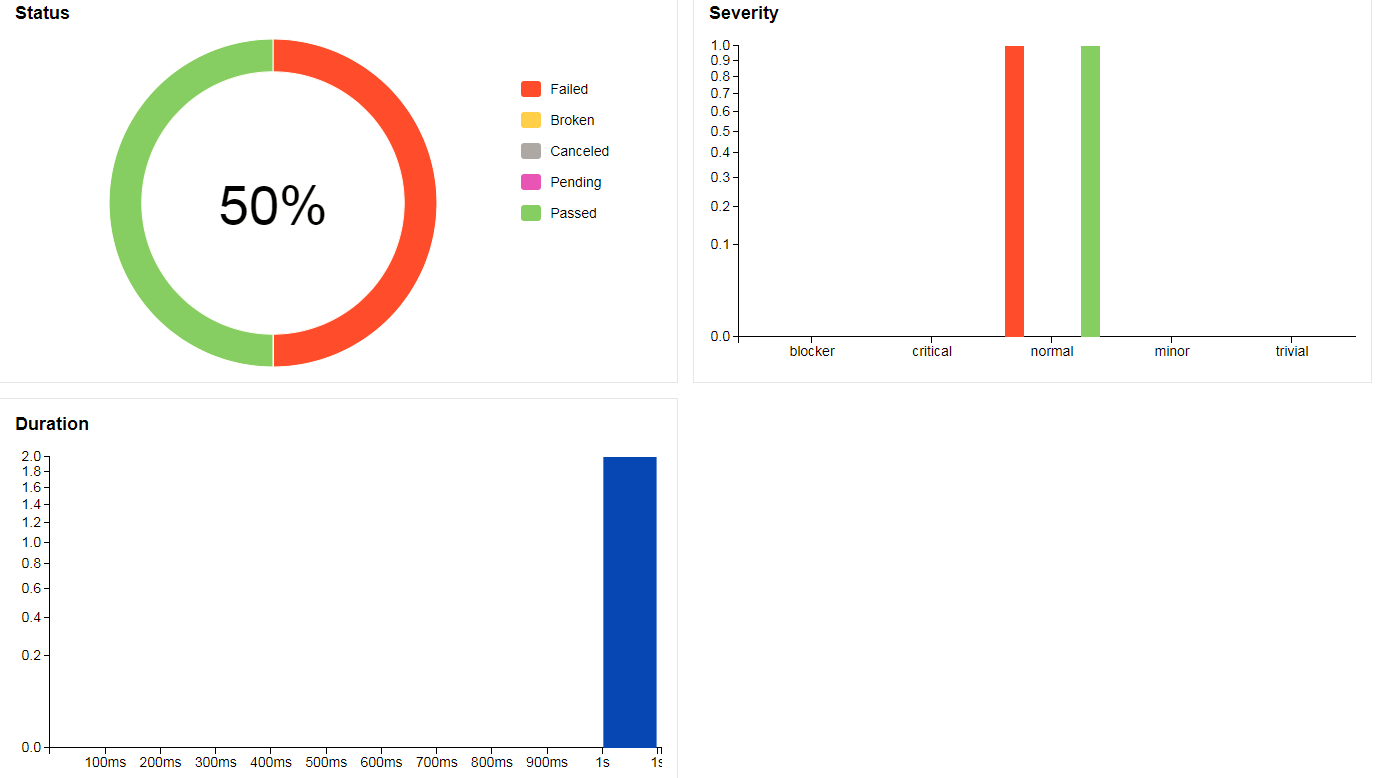 Status
50%
Failed
Broken
Canceled
Pending
Passed
Severity
1.0
0.9
0.8
0.7
0.6
0.5
0.4
0.3
0.2
0.1
0.0
blocker critical normal minor trivial
Duration
2.0
1.8
1.6
1.4
1.2
1.0
0.8
0.6
0.4
0.2
0.0
100ms 200ms 300ms 400ms 500ms 600ms 700ms 800ms 900ms 1s 1s